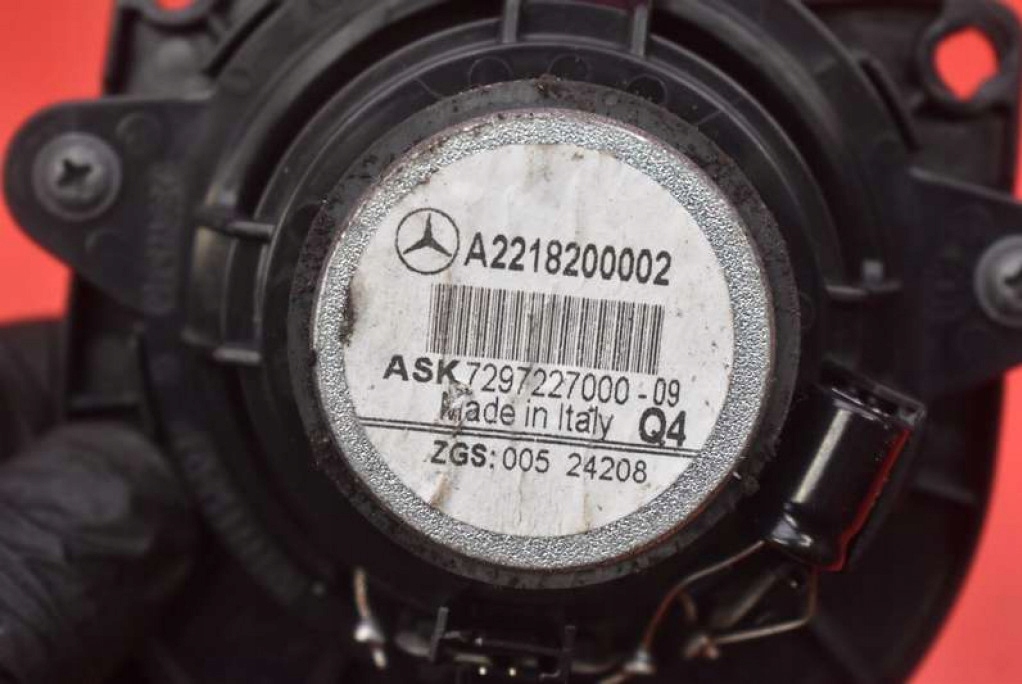 A2218200002
ASK 7297227000-09
Made in Italy Q4
ZGS: 005 24208